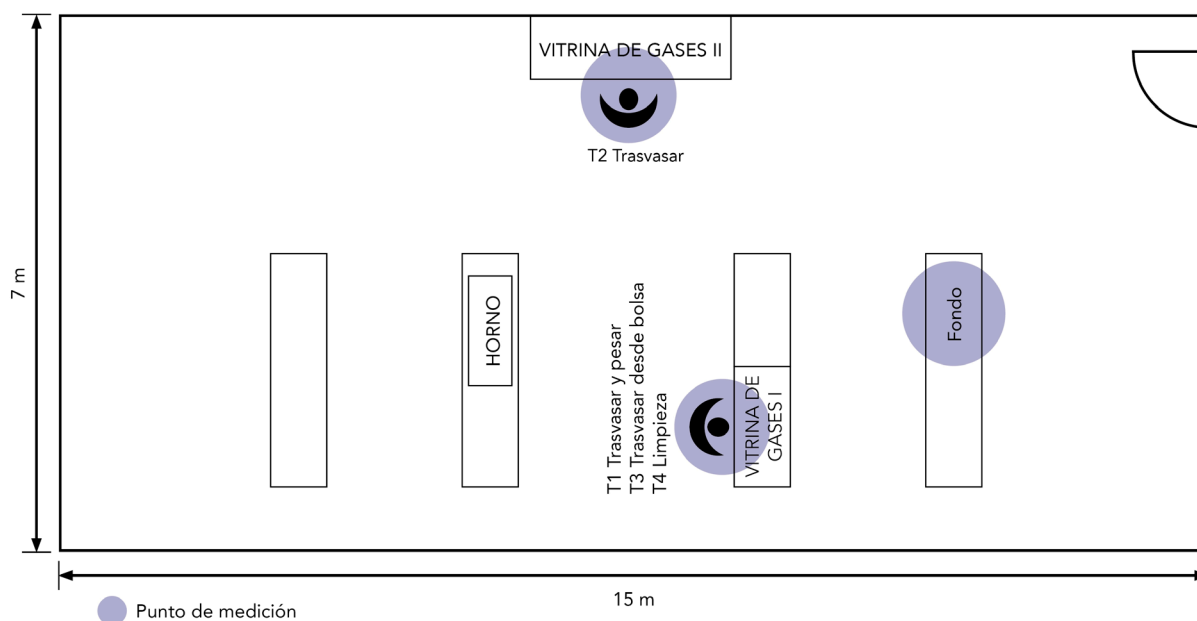 VITRINA DE GASES II
T2 Trasvasar
7 m
HORNO
T1 Trasvasar y pesar
T3 Trasvasar desde bolsa
T4 Limpieza
VITRINA DE
GASES I
Fondo
15 m
Punto de medición